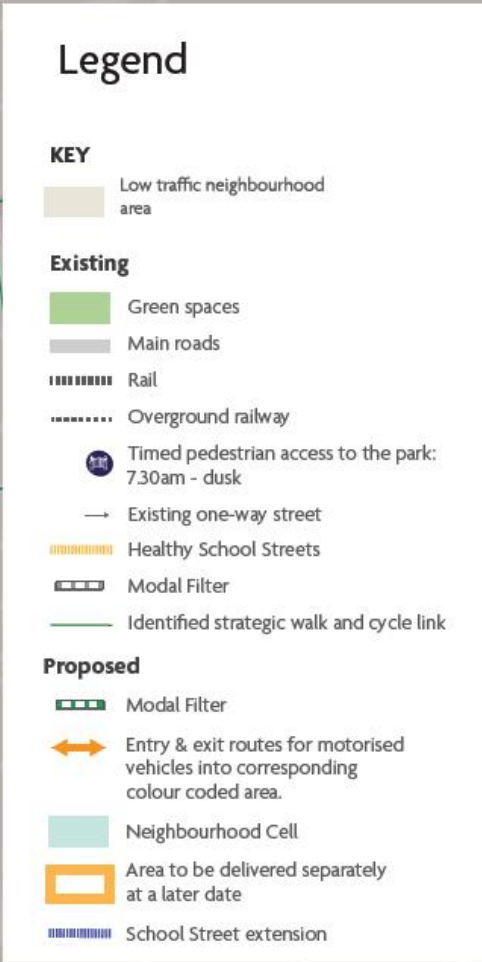 Legend
KEY
Low traffic neighbourhood
area
Existing
Green spaces
Main roads
Rail
Overground railway
Timed pedestrian access to the park:
7.30am - dusk
Existing one-way street
Healthy School Streets
Modal Filter
Identified strategic walk and cycle link
Proposed
Modal Filter
Entry & exit routes for motorised
vehicles into corresponding
colour coded area.
Neighbourhood Cell
Area to be delivered separately
at a later date
School Street extension